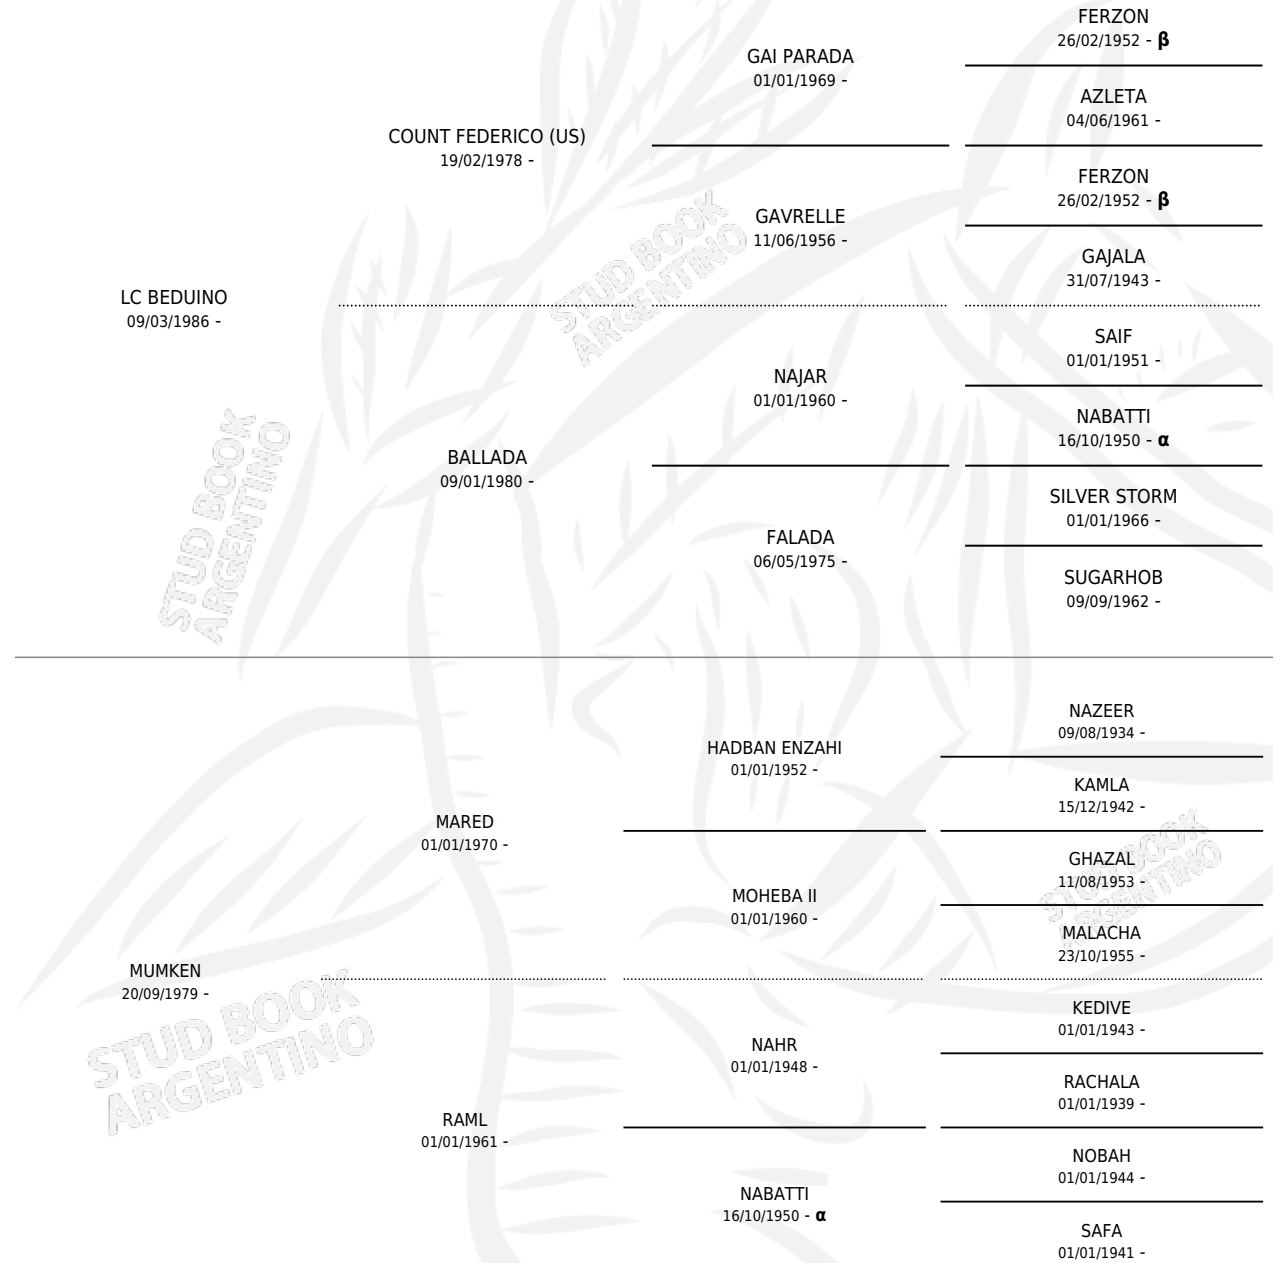 FERZON
26/02/1952 - β
GAI PARADA
01/01/1969 -
AZLETA
04/06/1961 -
COUNT FEDERICO (US)
19/02/1978 -
FERZON
26/02/1952 - β
GAVRELLE
11/06/1956 -
GAJALA
31/07/1943 -
LC BEDUINO
09/03/1986 -
SAIF
01/01/1951 -
NAJAR
01/01/1960 -
NABATTI
16/10/1950 - α
BALLADA
09/01/1980 -
SILVER STORM
01/01/1966 -
FALADA
06/05/1975 -
SUGARHOB
09/09/1962 -
STUD BOOK
ARGENTINO
STUD BOOK
ARGENTINO
NAZEER
09/08/1934 -
HADBAN ENZAHI
01/01/1952 -
KAMLA
15/12/1942 -
MARED
01/01/1970 -
GHAZAL
11/08/1953 -
MOHEBA II
01/01/1960 -
MALACHA
23/10/1955 -
MUMKEN
20/09/1979 -
KEDIVE
01/01/1943 -
NAHR
01/01/1948 -
RACHALA
01/01/1939 -
RAML
01/01/1961 -
NOBAH
01/01/1944 -
NABATTI
16/10/1950 - α
SAFA
01/01/1941 -
STUD BOOK
ARGENTINO
STUD BOOK
ARGENTINO